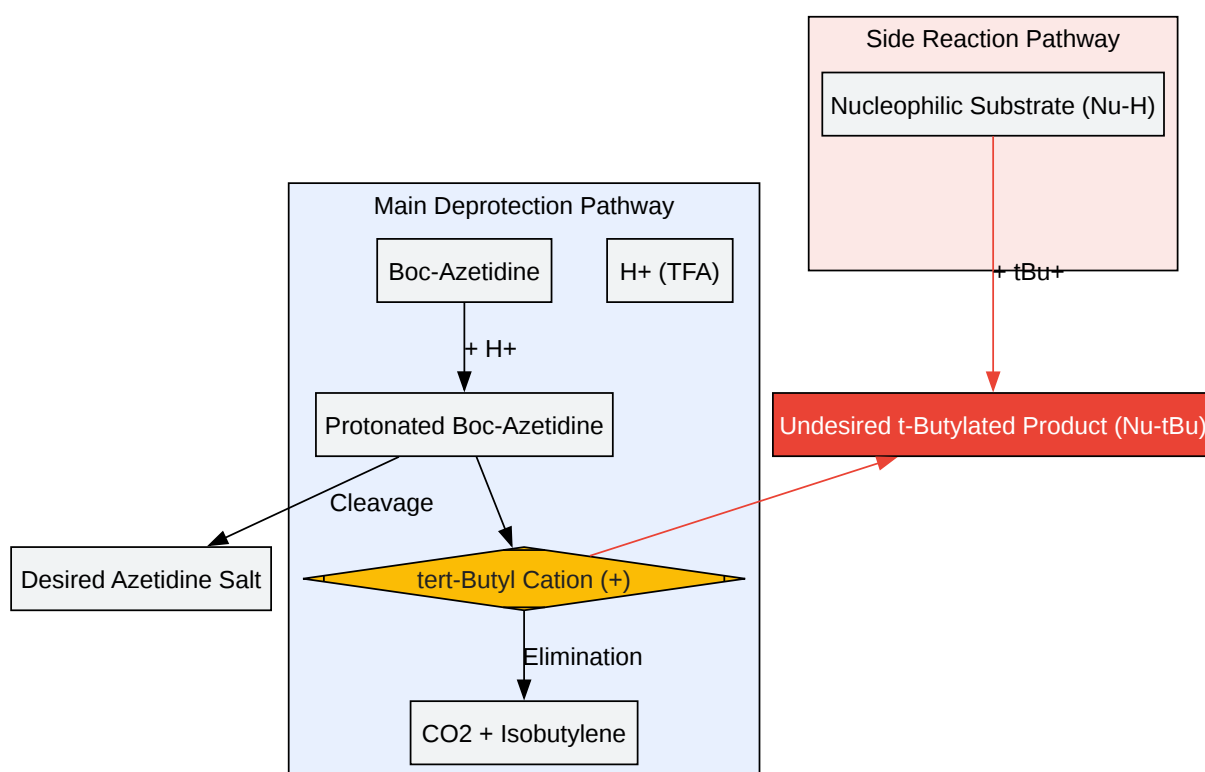 Side Reaction Pathway
Nucleophilic Substrate (Nu-H)
Main Deprotection Pathway
Boc-Azetidine
H+ (TFA)
+ tBu+
+ H+
Protonated Boc-Azetidine
Undesired t-Butylated Product (Nu-tBu)
Cleavage
Desired Azetidine Salt
tert-Butyl Cation (+)
Elimination
CO2 + Isobutylene